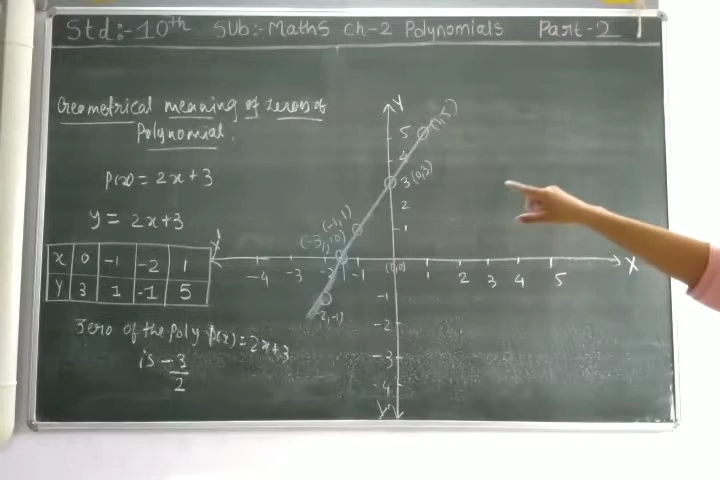 Std:-10th Sub:- Maths Ch-2 Polynomials Part-2
Geometrical meaning of zeros of
Polynomial.
P(x) = 2x+3
y = 2x+3
x 0 -1 -2 1
y 3 1 -1 5
Zero of the Poly. P(x) = 2x+3
is -3
2
Y
5 (1,5)
4
3 (0,3)
2
(-1,1) 1
(-3/2,0)
X' -4 -3 -2 -1 (0,0) 1 2 3 4 5 X
(-2,-1) -1
-2
-3
-4
Y'